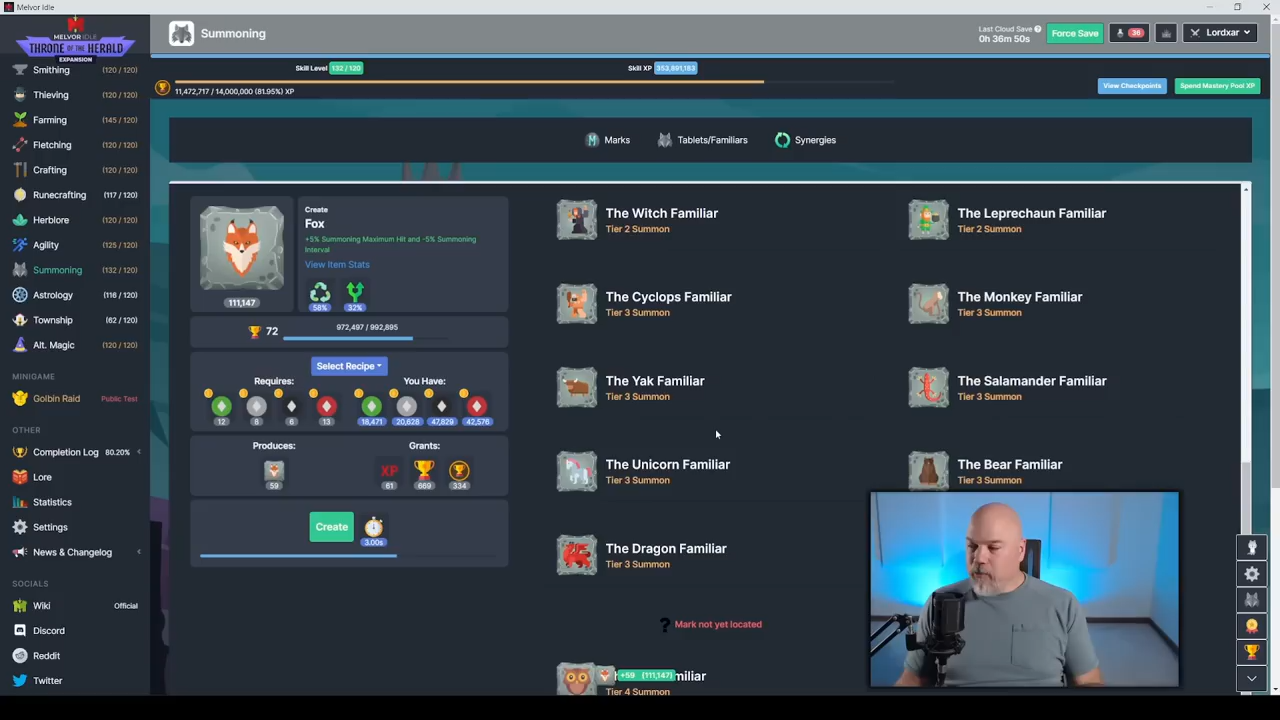 Melvor Idle
MELVOR IDLE
THRONE OF THE HERALD
EXPANSION
Summoning
Last Cloud Save
0h 36m 50s
Force Save
36
Lordxar
Smithing (120 / 120)
Thieving (120 / 120)
Farming (145 / 120)
Fletching (120 / 120)
Crafting (120 / 120)
Runecrafting (117 / 120)
Herblore (120 / 120)
Agility (125 / 120)
Summoning (132 / 120)
Astrology (116 / 120)
Township (62 / 120)
Alt. Magic (120 / 120)
MINIGAME
Golbin Raid Public Test
OTHER
Completion Log 80.20%
Lore
Statistics
Settings
News & Changelog
SOCIALS
Wiki Official
Discord
Reddit
Twitter
Skill Level 132 / 120
Skill XP 353,891,183
11,472,717 / 14,000,000 (81.95%) XP
View Checkpoints
Spend Mastery Pool XP
Marks
Tablets/Familiars
Synergies
Create
Fox
+5% Summoning Maximum Hit and -5% Summoning
Interval
View Item Stats
111,147
58%
32%
72
972,497 / 992,895
Select Recipe
Requires:
You Have:
12
8
6
13
18,471
20,628
47,829
42,576
Produces:
Grants:
59
XP
61
669
334
Create
3.00s
The Witch Familiar
Tier 2 Summon
The Leprechaun Familiar
Tier 2 Summon
The Cyclops Familiar
Tier 3 Summon
The Monkey Familiar
Tier 3 Summon
The Yak Familiar
Tier 3 Summon
The Salamander Familiar
Tier 3 Summon
The Unicorn Familiar
Tier 3 Summon
The Bear Familiar
Tier 3 Summon
The Dragon Familiar
Tier 3 Summon
? Mark not yet located
+59 (111,147)
Tier 4 Summon